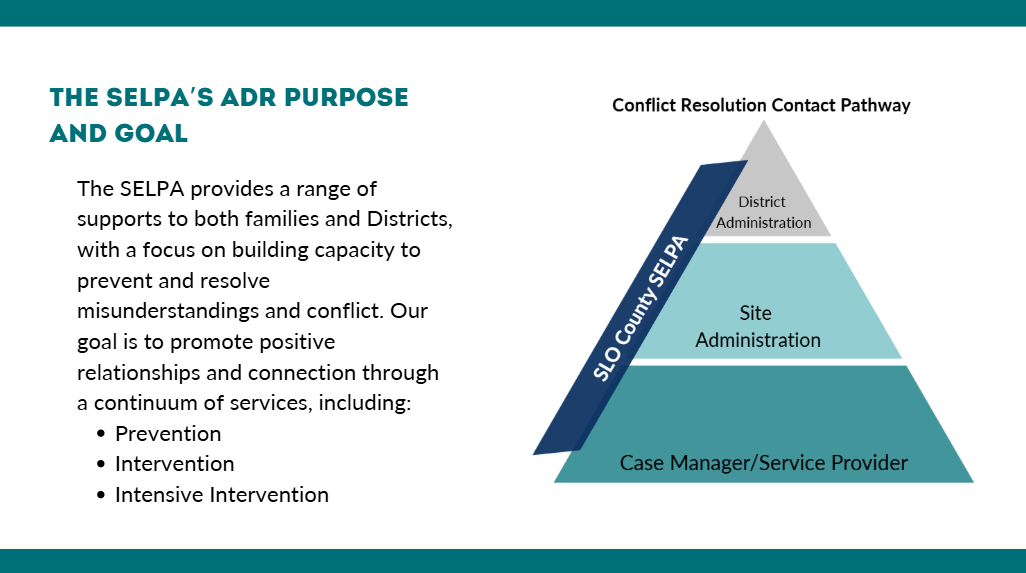 THE SELPA'S ADR PURPOSE
AND GOAL
The SELPA provides a range of
supports to both families and Districts,
with a focus on building capacity to
prevent and resolve
misunderstandings and conflict. Our
goal is to promote positive
relationships and connection through
a continuum of services, including:
• Prevention
• Intervention
• Intensive Intervention
Conflict Resolution Contact Pathway
District
Administration
SLO County SELPA
Site
Administration
Case Manager/Service Provider